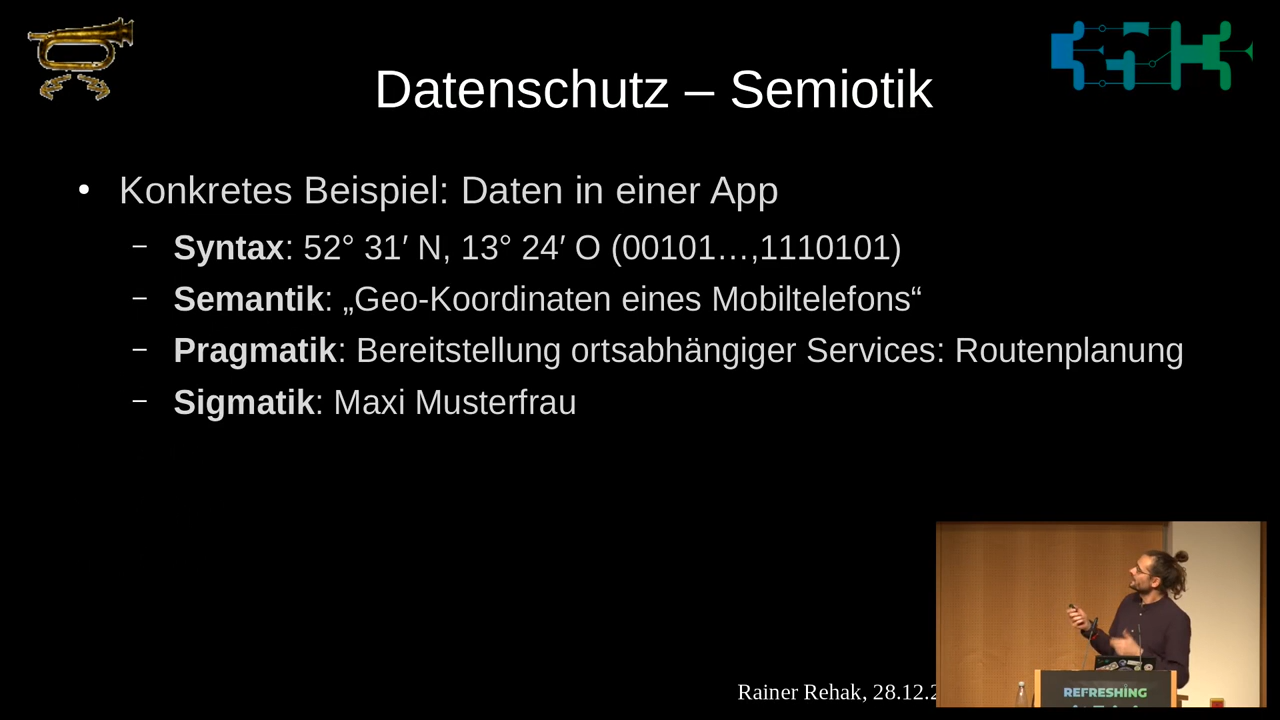 Datenschutz – Semiotik
• Konkretes Beispiel: Daten in einer App
– Syntax: 52° 31′ N, 13° 24′ O (00101…,1110101)
– Semantik: „Geo-Koordinaten eines Mobiltelefons“
– Pragmatik: Bereitstellung ortsabhängiger Services: Routenplanung
– Sigmatik: Maxi Musterfrau
Rainer Rehak, 28.12.2
REFRESHING